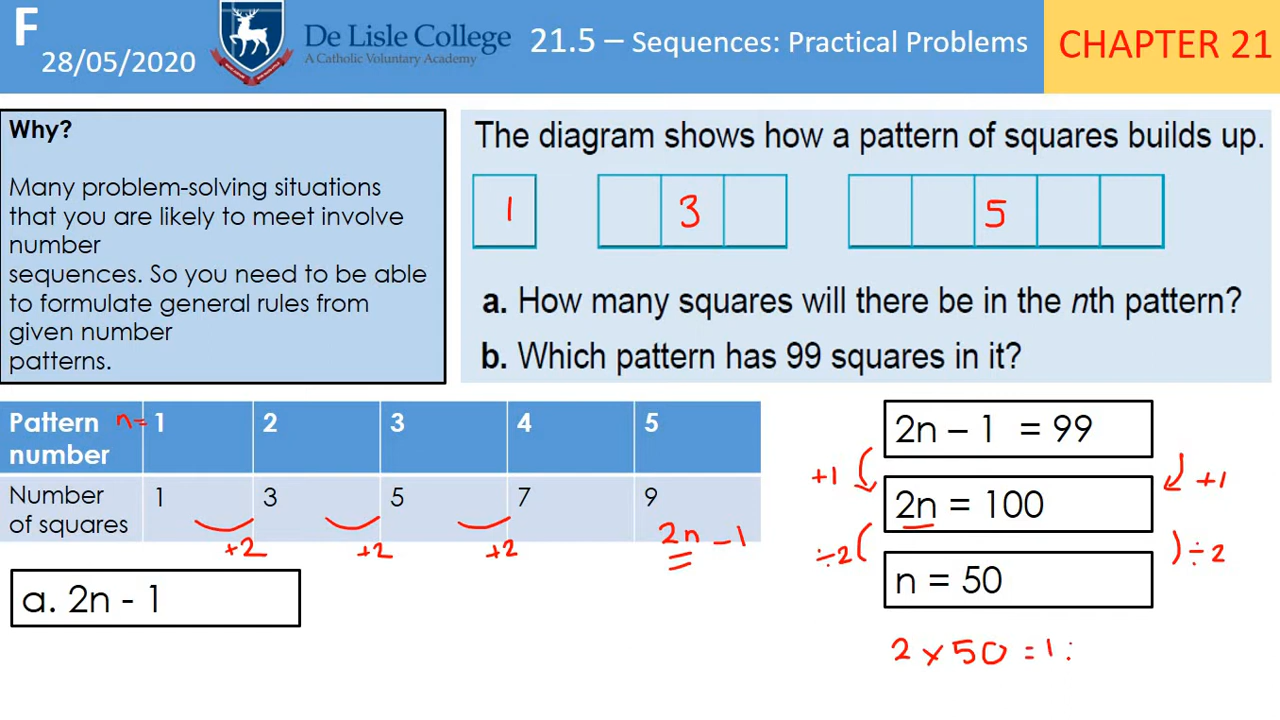 F
28/05/2020
De Lisle College
A Catholic Voluntary Academy
21.5 – Sequences: Practical Problems
CHAPTER 21
Why?
Many problem-solving situations
that you are likely to meet involve
number
sequences. So you need to be able
to formulate general rules from
given number
patterns.
The diagram shows how a pattern of squares builds up.
1 3 5
a. How many squares will there be in the nth pattern?
b. Which pattern has 99 squares in it?
Pattern number n= 1 2 3 4 5
Number of squares 1 3 5 7 9
+2 +2 +2 2n - 1
a. 2n - 1
2n – 1 = 99
+1 +1
2n = 100
÷2 ÷2
n = 50
2 x 50 = 1